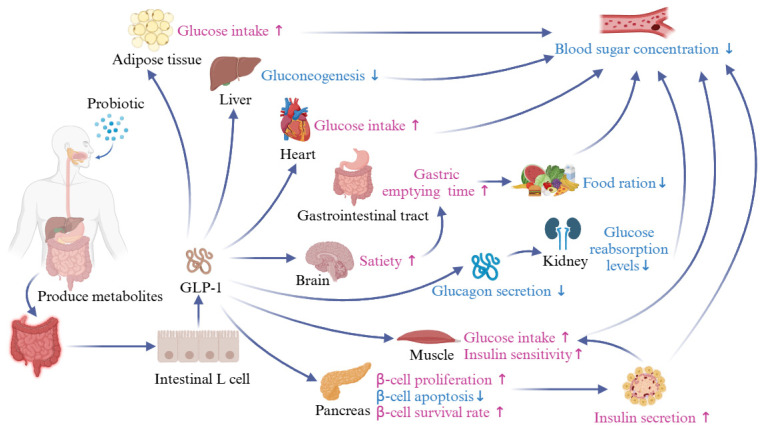 Glucose intake ↑
Adipose tissue
Blood sugar concentration ↓
Gluconeogenesis ↓
Liver
Probiotic
Glucose intake ↑
Heart
Gastric
emptying time ↑
Food ration↓
Gastrointestinal tract
Glucose
reabsorption
levels↓
Kidney
Satiety ↑
Brain
GLP-1
Glucagon secretion ↓
Produce metabolites
Glucose intake ↑
Insulin sensitivity↑
Muscle
Intestinal L cell
β-cell proliferation ↑
β-cell apoptosis↓
β-cell survival rate ↑
Pancreas
Insulin secretion ↑